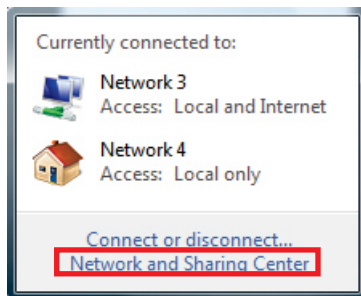 Currently connected to:
Network 3
Access: Local and Internet
Network 4
Access: Local only
Connect or disconnect...
Network and Sharing Center